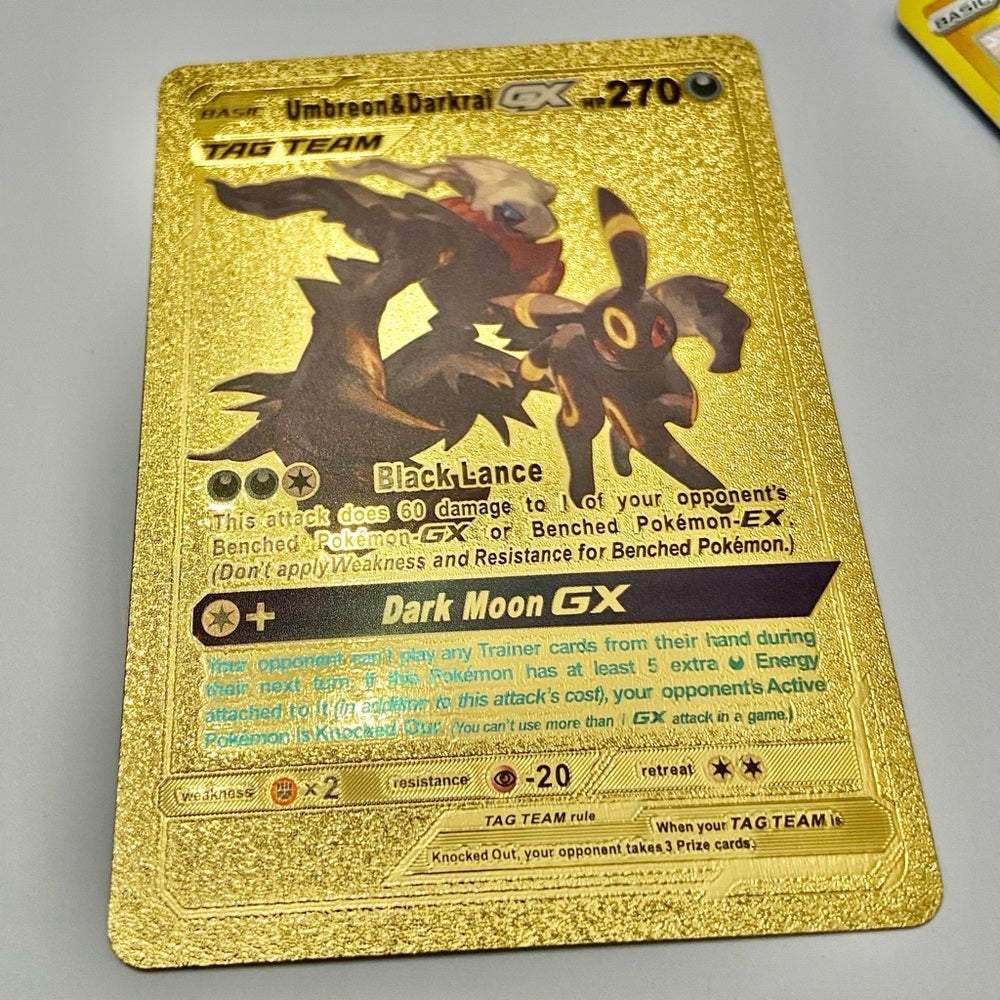 BASIC
BASIC Umbreon&Darkrai GX HP270
TAG TEAM
Black Lance
This attack does 60 damage to 1 of your opponent's
Benched Pokémon-GX or Benched Pokémon-EX.
(Don't apply Weakness and Resistance for Benched Pokémon.)
+ Dark Moon GX
Your opponent can't play any Trainer cards from their hand during
their next turn. If this Pokémon has at least 5 extra Energy
attached to it (in addition to this attack's cost), your opponent's Active
Pokémon is Knocked Out. (You can't use more than 1 GX attack in a game.)
weakness x2 resistance -20 retreat
TAG TEAM rule When your TAG TEAM is
Knocked Out, your opponent takes 3 Prize cards.